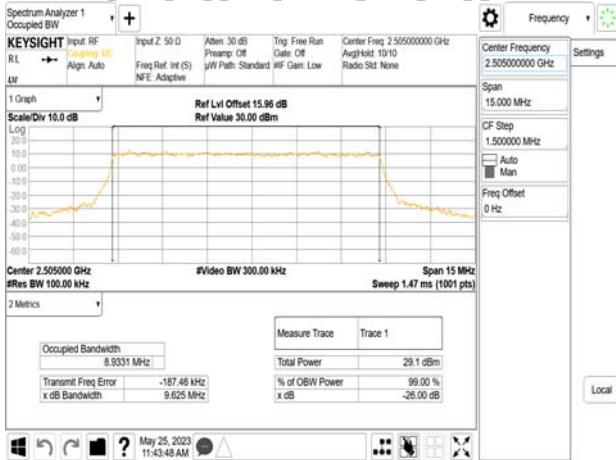 Spectrum Analyzer 1
Occupied BW
+
Frequency
KEYSIGHT
RL
Input: RF
Coupling: DC
Align: Auto
Input Z: 50 Ω
Freq Ref: Int (S)
NFE: Adaptive
Atten: 30 dB
Preamp: Off
µW Path: Standard
Trig: Free Run
Gate: Off
#IF Gain: Low
Center Freq: 2.505000000 GHz
Avg|Hold: 10/10
Radio Std: None
Center Frequency
2.505000000 GHz
Settings
Span
15.000 MHz
CF Step
1.500000 MHz
Auto
Man
Freq Offset
0 Hz
Local
1 Graph
Scale/Div 10.0 dB
Ref Lvl Offset 15.96 dB
Ref Value 30.00 dBm
Log
20.0
10.0
0.00
-10.0
-20.0
-30.0
-40.0
-50.0
-60.0
Center 2.505000 GHz
#Video BW 300.00 kHz
Span 15 MHz
#Res BW 100.00 kHz
Sweep 1.47 ms (1001 pts)
2 Metrics
Measure Trace
Trace 1
Occupied Bandwidth
8.9331 MHz
Total Power
29.1 dBm
Transmit Freq Error
-187.46 kHz
% of OBW Power
99.00 %
x dB Bandwidth
9.625 MHz
x dB
-26.00 dB
?
May 25, 2023
11:43:48 AM